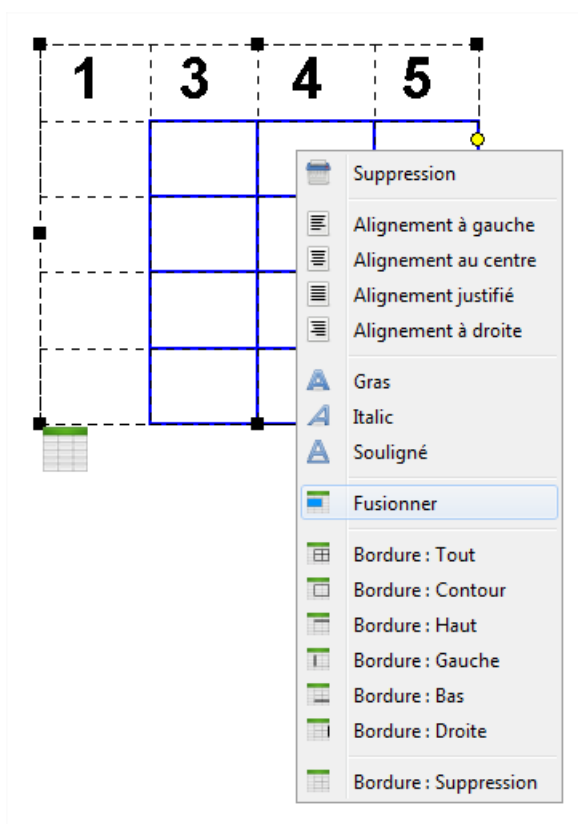 1 3 4 5
Suppression
Alignement à gauche
Alignement au centre
Alignement justifié
Alignement à droite
Gras
Italic
Souligné
Fusionner
Bordure : Tout
Bordure : Contour
Bordure : Haut
Bordure : Gauche
Bordure : Bas
Bordure : Droite
Bordure : Suppression